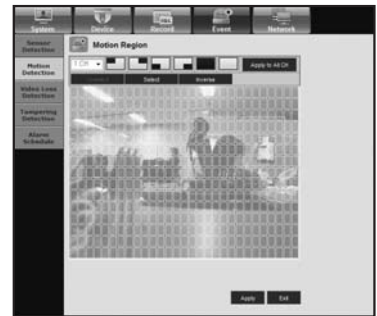 System Device Record Event Network
Sensor Detection
Motion Detection
Video Loss Detection
Tampering Detection
Alarm Schedule
Motion Region
1 CH Apply to All CH
Select Inverse
Apply Exit